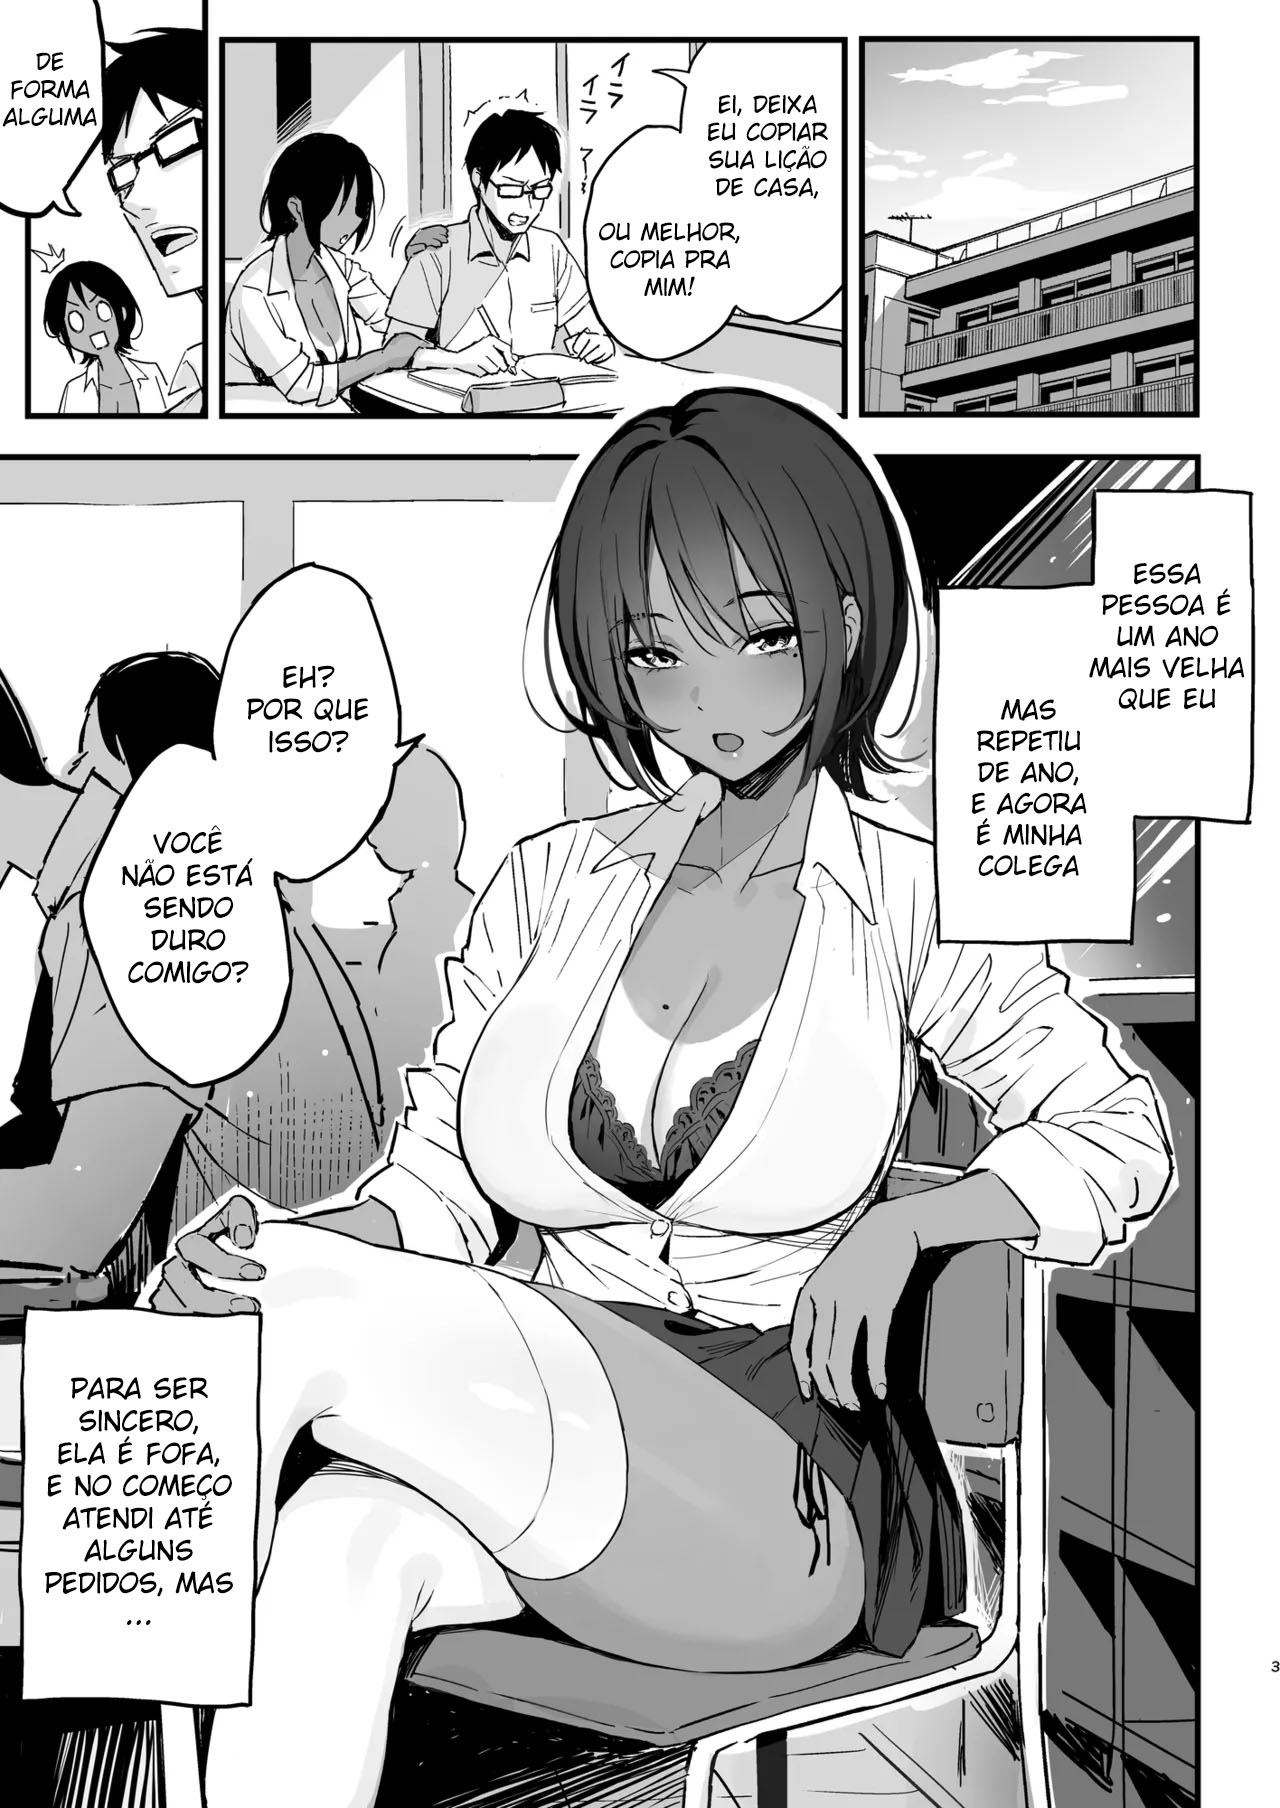 EI, DEIXA
EU COPIAR
SUA LIÇÃO
DE CASA,
OU MELHOR,
COPIA PRA
MIM!
イラ
イラ
DE
FORMA
ALGUMA
ESSA
PESSOA É
UM ANO
MAIS VELHA
QUE EU
MAS
REPETIU
DE ANO,
E AGORA
É MINHA
COLEGA
EH?
POR QUE
ISSO?
VOCÊ
NÃO ESTÁ
SENDO
DURO
COMIGO?
PARA SER
SINCERO,
ELA É FOFA,
E NO COMEÇO
ATENDI ATÉ
ALGUNS
PEDIDOS, MAS
...
3